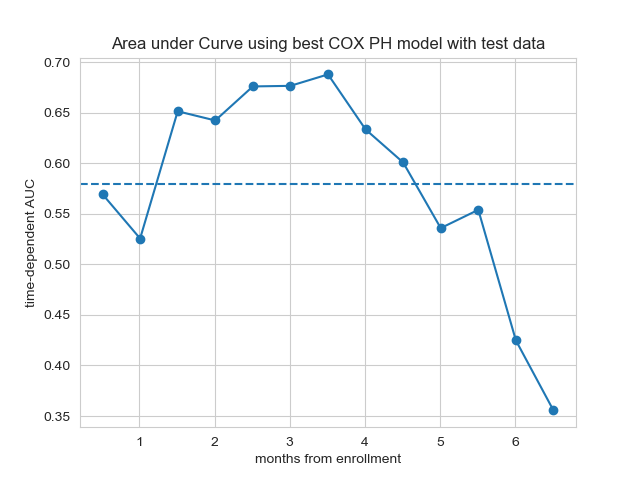 Area under Curve using best COX PH model with test data
0.70
0.65
0.60
0.55
0.50
0.45
0.40
0.35
time-dependent AUC
1 2 3 4 5 6
months from enrollment